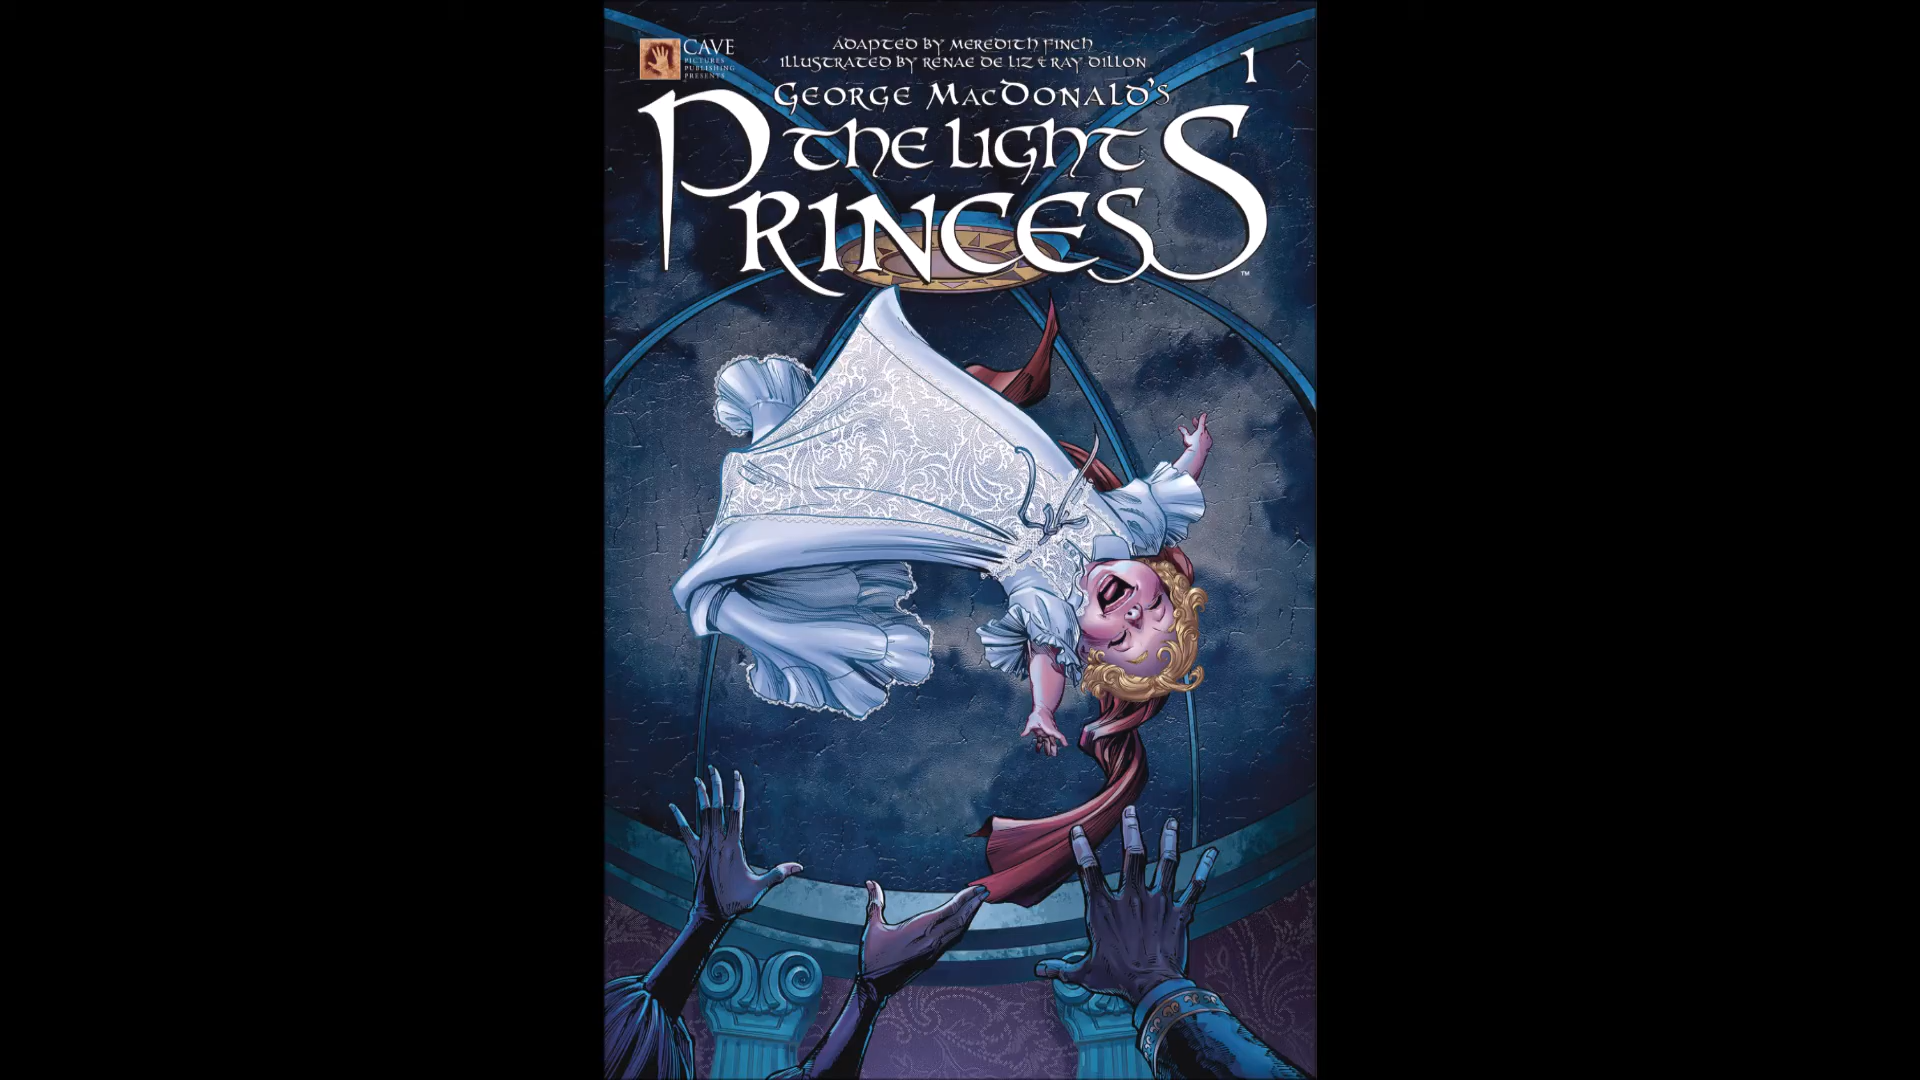 CAVE
PICTURES
PUBLISHING
PRESENTS
ADAPTED BY MEREDITH FINCH
ILLUSTRATED BY RENAE DE LIZ & RAY DILLON
1
GEORGE MACDONALD'S
THE LIGHT
PRINCESS
™